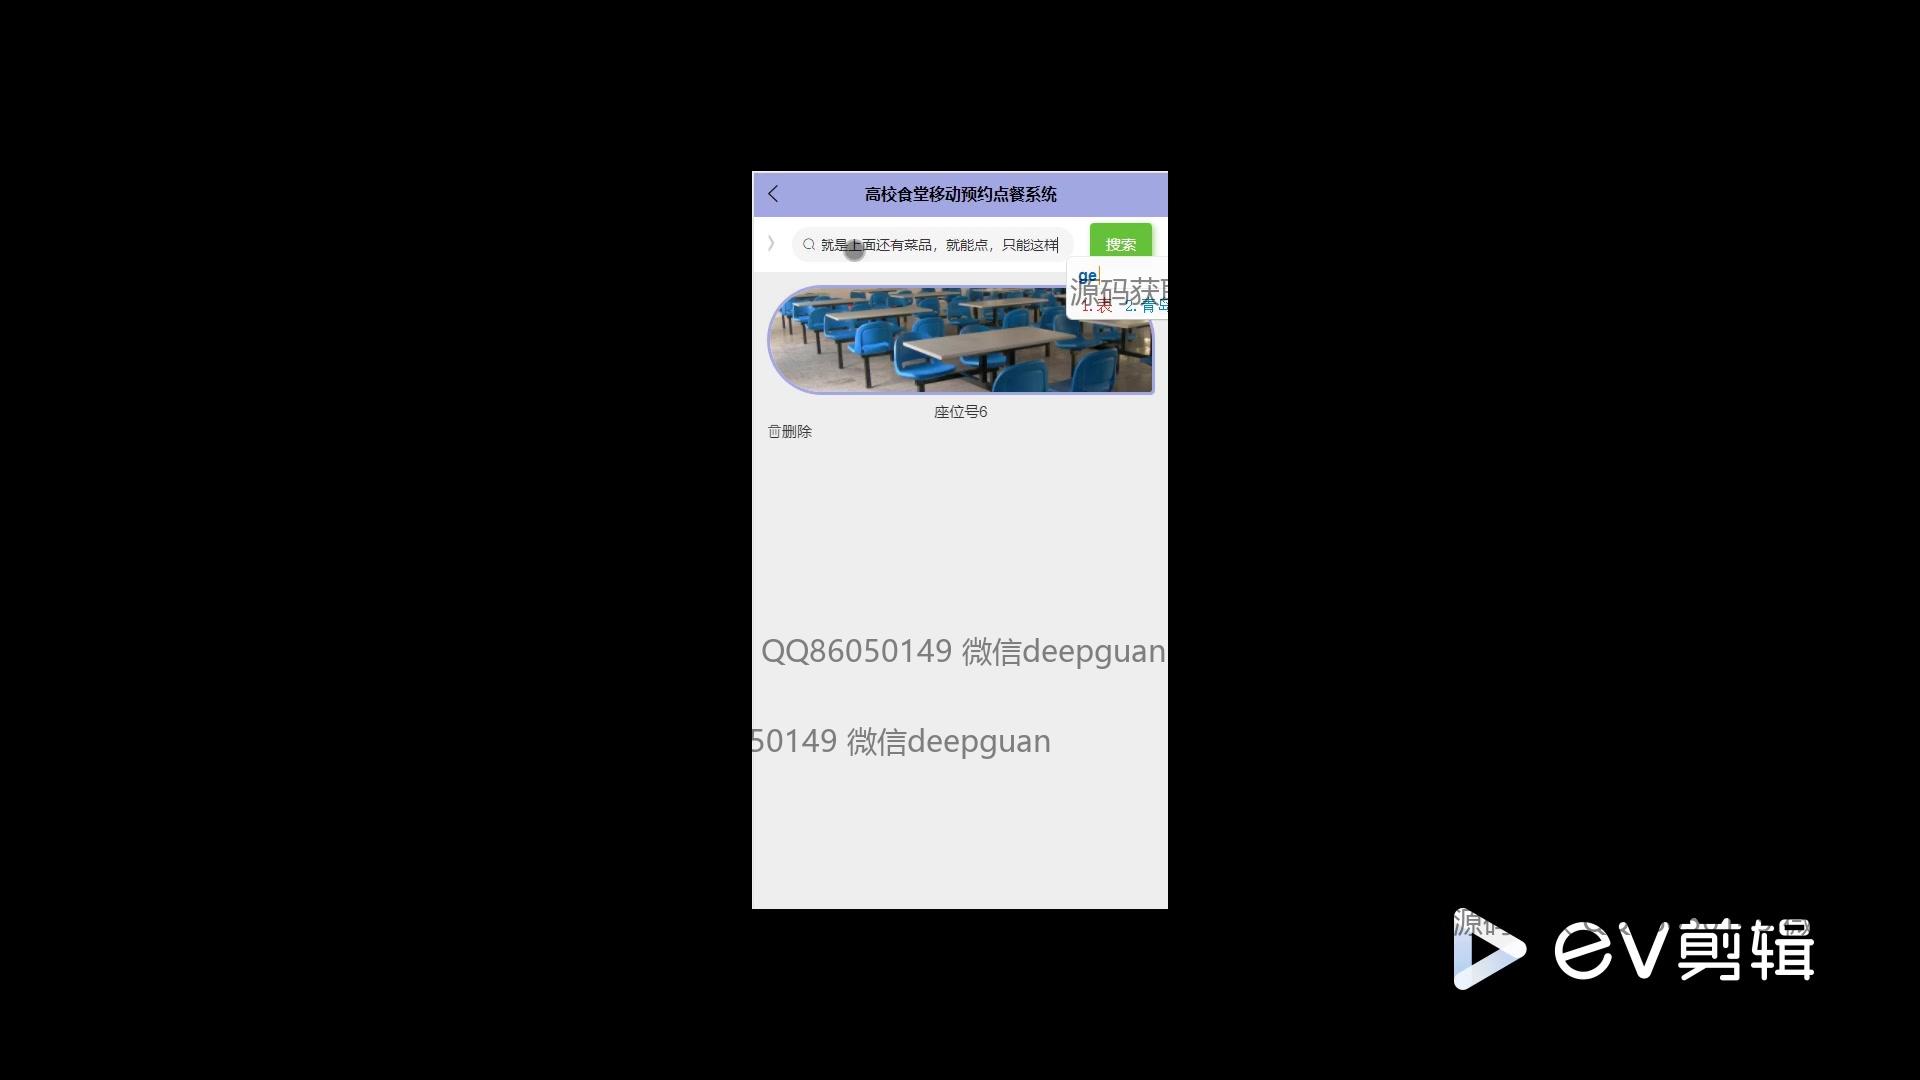 高校食堂移动预约点餐系统
就是上面还有菜品，就能点，只能这样
搜索
ge
源码获
1.表 2.青岛
座位号6
删除
QQ86050149 微信deepguan
50149 微信deepguan
源码
ev剪辑